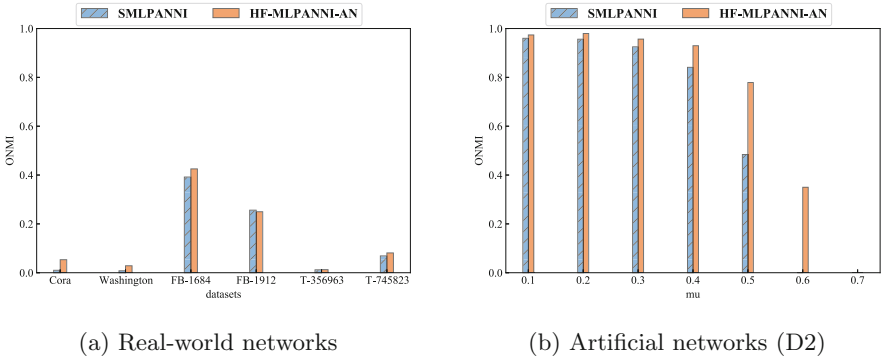 SMLPANNI HF-MLPANNI-AN
1.0
0.8
0.6
0.4
0.2
0.0
ONMI
Cora Washington FB-1684 FB-1912 T-356963 T-745823
datasets
(a) Real-world networks
SMLPANNI HF-MLPANNI-AN
1.0
0.8
0.6
0.4
0.2
0.0
ONMI
0.1 0.2 0.3 0.4 0.5 0.6 0.7
mu
(b) Artificial networks (D2)